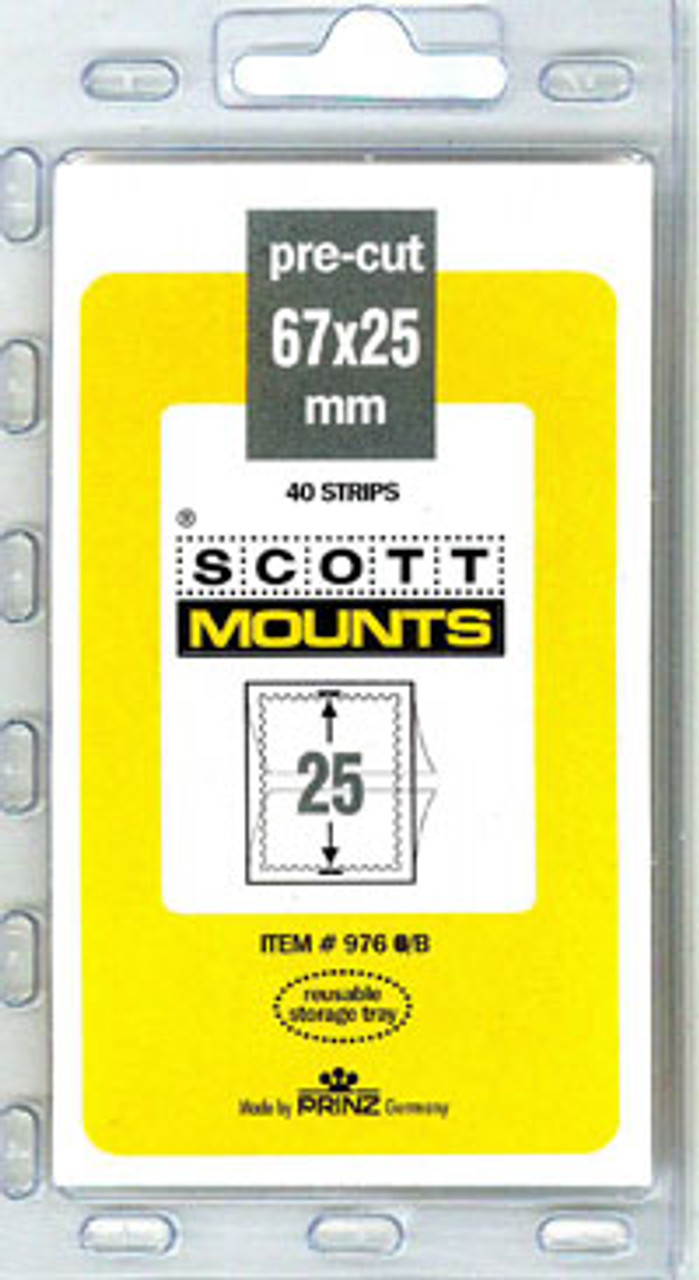 pre-cut
67x25
mm
40 STRIPS
®
SCOTT
MOUNTS
25
ITEM # 976 /B
reusable
storage tray
Made by PRINZ Germany